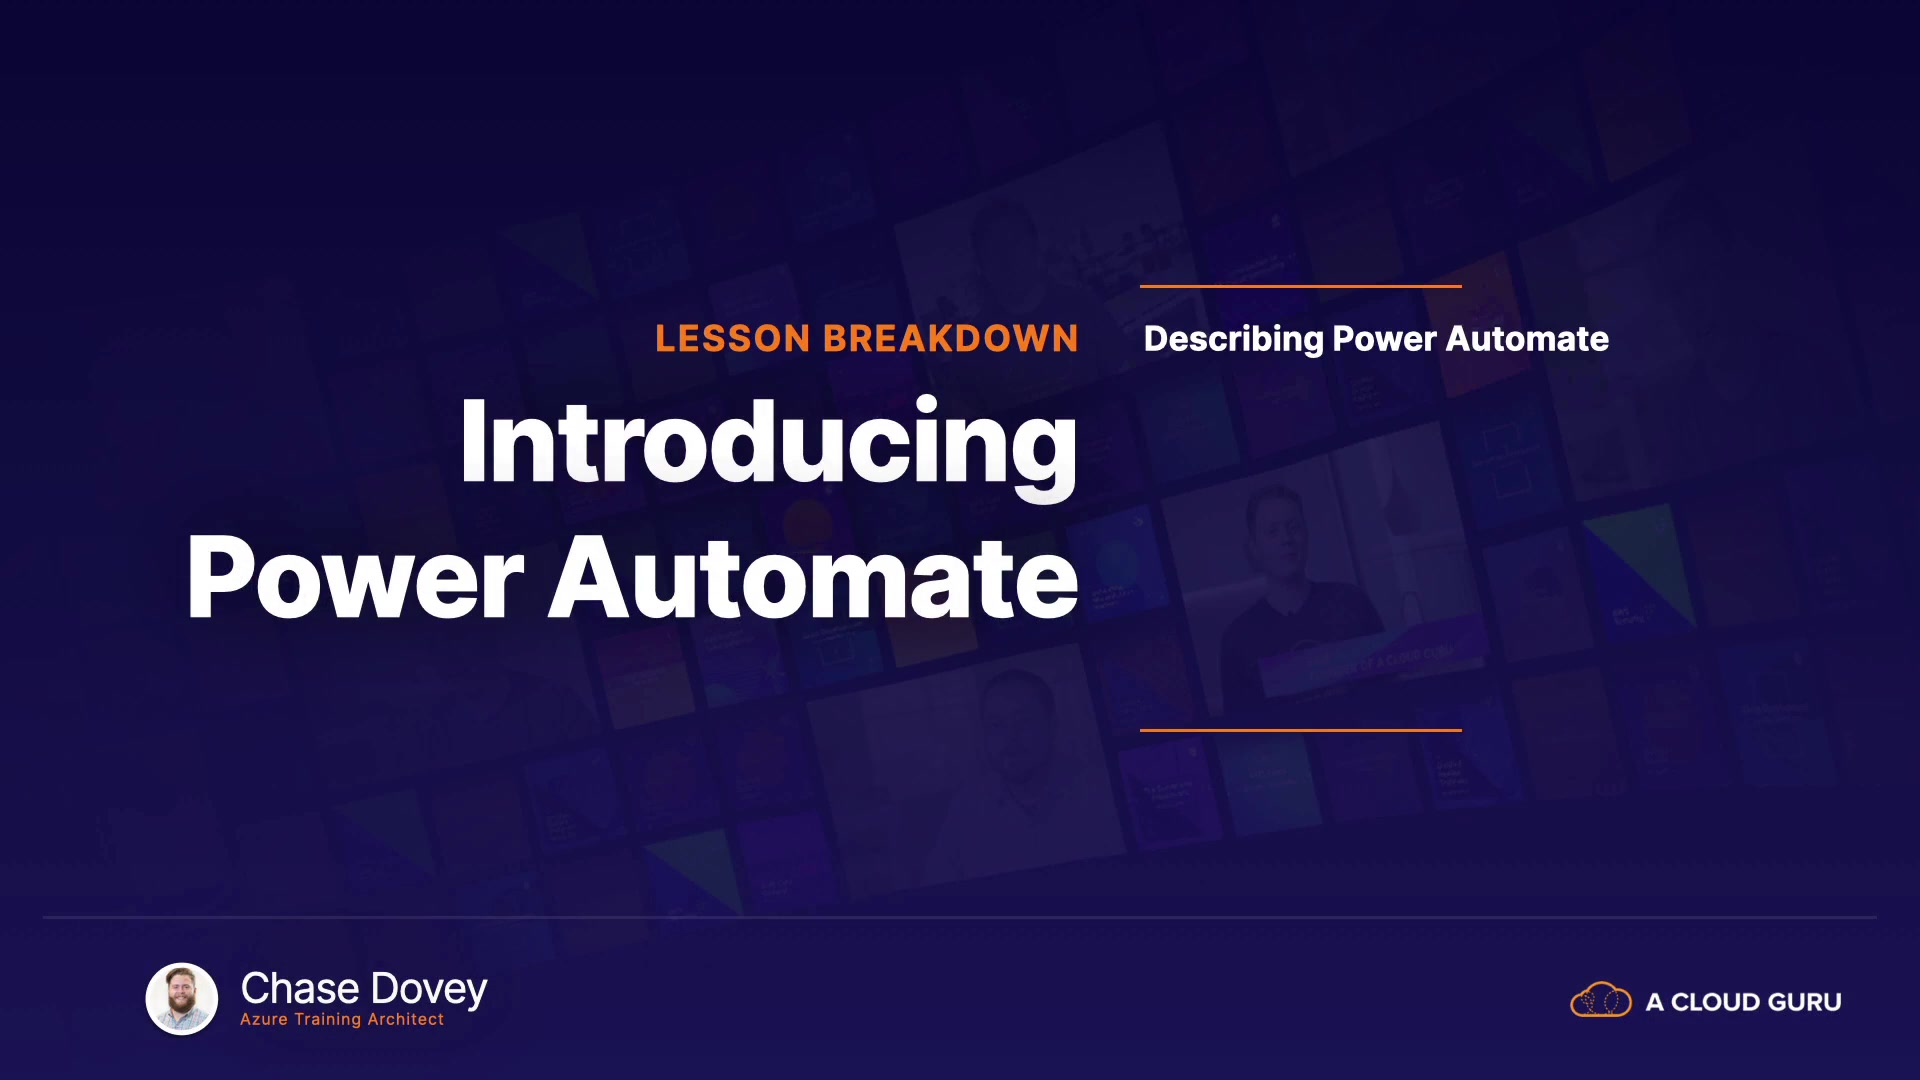 LESSON BREAKDOWN
Introducing
Power Automate
Describing Power Automate
Chase Dovey
Azure Training Architect
A CLOUD GURU